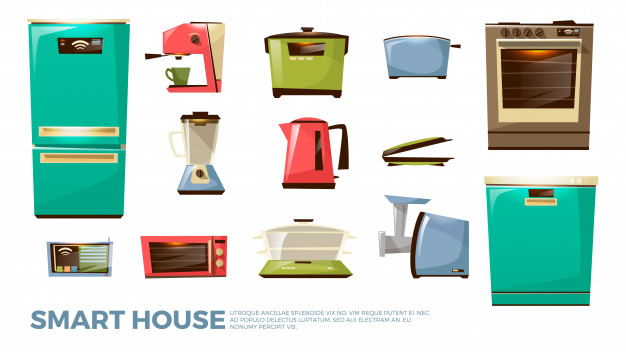 SMART HOUSE
UTROQUE ANCILLAE SPLENDIDE VIX NO. VIM REQUE PUTENT EI. NEC
AD POPULO DELECTUS LUPTATUM, SED ALII ELECTRAM AN. EU
NONUMY PERCIPIT VIS.